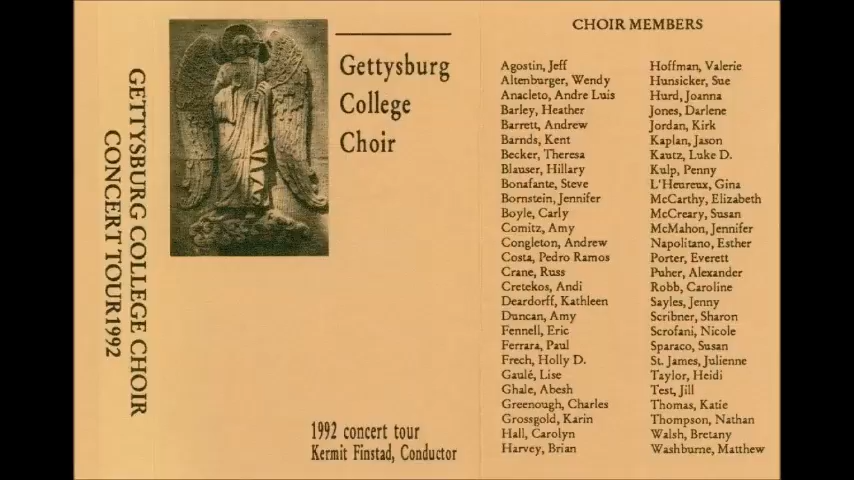 GETTYSBURG COLLEGE CHOIR
CONCERT TOUR 1992
Gettysburg
College
Choir
1992 concert tour
Kermit Finstad, Conductor
CHOIR MEMBERS
Agostin, Jeff
Altenburger, Wendy
Anacleto, Andre Luis
Barley, Heather
Barrett, Andrew
Barnds, Kent
Becker, Theresa
Blauser, Hillary
Bonafante, Steve
Bornstein, Jennifer
Boyle, Carly
Comitz, Amy
Congleton, Andrew
Costa, Pedro Ramos
Crane, Russ
Cretekos, Andi
Deardorff, Kathleen
Duncan, Amy
Fennell, Eric
Ferrara, Paul
Frech, Holly D.
Gaulé, Lise
Ghale, Abesh
Greenough, Charles
Grossgold, Karin
Hall, Carolyn
Harvey, Brian
Hoffman, Valerie
Hunsicker, Sue
Hurd, Joanna
Jones, Darlene
Jordan, Kirk
Kaplan, Jason
Kautz, Luke D.
Kulp, Penny
L'Heureux, Gina
McCarthy, Elizabeth
McCreary, Susan
McMahon, Jennifer
Napolitano, Esther
Porter, Everett
Puher, Alexander
Robb, Caroline
Sayles, Jenny
Scribner, Sharon
Scrofani, Nicole
Sparaco, Susan
St. James, Julienne
Taylor, Heidi
Test, Jill
Thomas, Katie
Thompson, Nathan
Walsh, Bretany
Washburne, Matthew